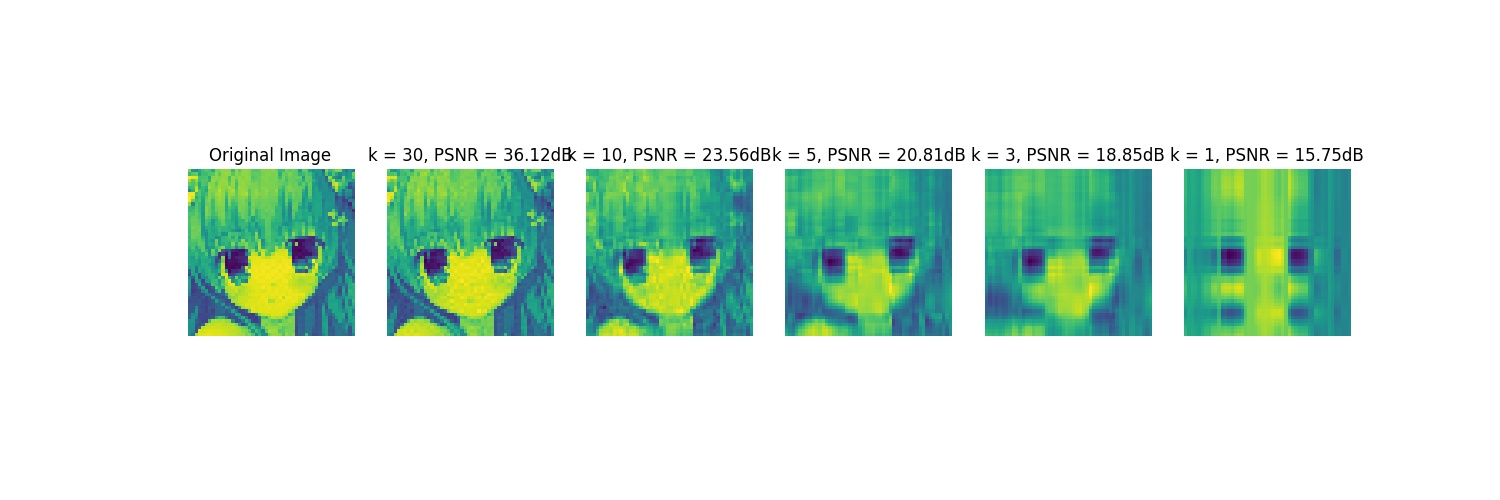 Original Image
k = 30, PSNR = 36.12dB
k = 10, PSNR = 23.56dB
k = 5, PSNR = 20.81dB
k = 3, PSNR = 18.85dB
k = 1, PSNR = 15.75dB